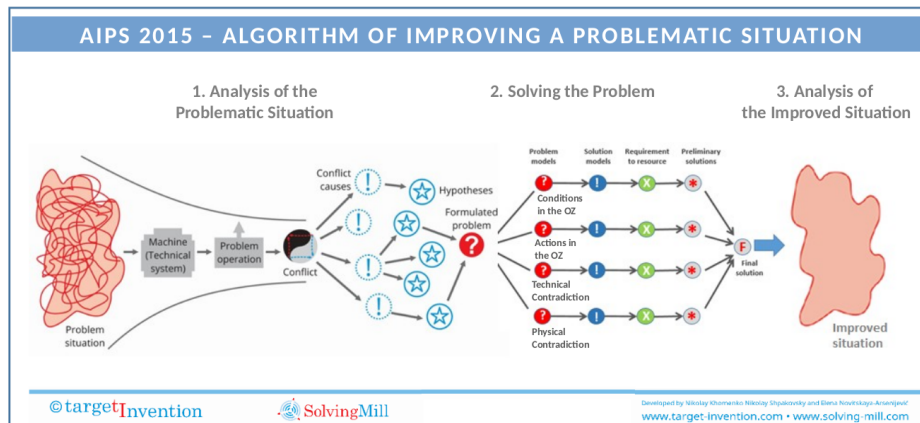 AIPS 2015 – ALGORITHM OF IMPROVING A PROBLEMATIC SITUATION
1. Analysis of the
Problematic Situation
2. Solving the Problem
3. Analysis of
the Improved Situation
Problem
situation
Machine
(Technical
system)
Problem
operation
Conflict
Conflict
causes
!
!
!
!
Hypotheses
Formulated
problem
?
Problem
models
Solution
models
Requirement
to resource
Preliminary
solutions
? ! X *
Conditions
in the OZ
? ! X *
Actions in
the OZ
? ! X *
Technical
Contradiction
? ! X *
Physical
Contradiction
F
Final
solution
Improved
situation
© targetInvention
SolvingMill
Developed by Nikolay Khomenko Nikolay Shpakovsky and Elena Novitskaya-Arsenjevic
www.target-invention.com • www.solving-mill.com